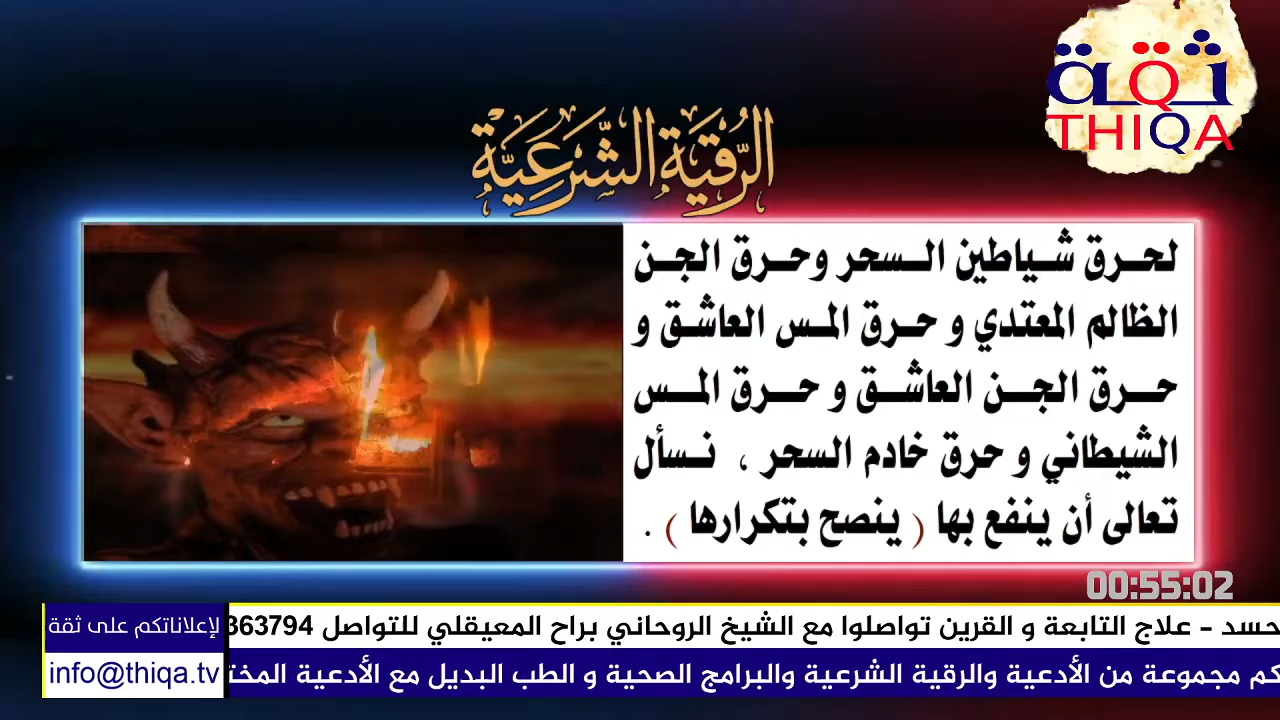 ثقة
THIQA
الرُقيَة الشَّرَعِيَّة
لحرق شياطين السحر وحرق الجن
الظالم المعتدي و حرق المس العاشق و
حرق الجن العاشق و حرق المس
الشيطاني و حرق خادم السحر ، نسأل
تعالى أن ينفع بها ( ينصح بتكرارها ) .
00:55:02
لإعلاناتكم على ثقة
حسد - علاج التابعة و القرين تواصلوا مع الشيخ الروحاني براح المعيقلي للتواصل 363794
info@thiqa.tv
كم مجموعة من الأدعية والرقية الشرعية والبرامج الصحية و الطب البديل مع الأدعية المخت